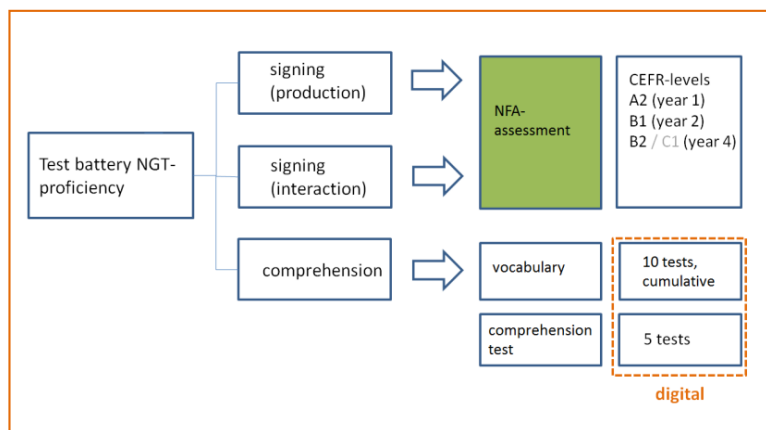 Test battery NGT-
proficiency
signing
(production)
signing
(interaction)
comprehension
NFA-
assessment
CEFR-levels
A2 (year 1)
B1 (year 2)
B2 / C1 (year 4)
vocabulary
10 tests,
cumulative
comprehension
test
5 tests
digital